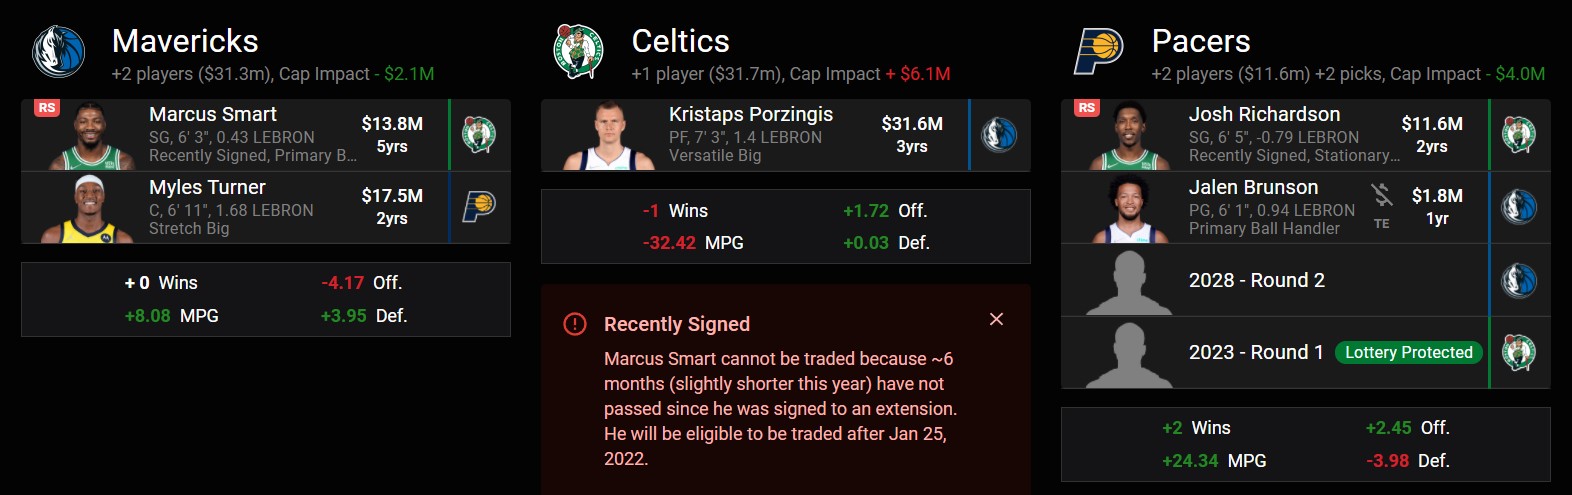 Mavericks
+2 players ($31.3m), Cap Impact - $2.1M
RS
Marcus Smart
SG, 6' 3", 0.43 LEBRON
Recently Signed, Primary B...
$13.8M
5yrs
Myles Turner
C, 6' 11", 1.68 LEBRON
Stretch Big
$17.5M
2yrs
+ 0 Wins
-4.17 Off.
+8.08 MPG
+3.95 Def.
Celtics
+1 player ($31.7m), Cap Impact + $6.1M
Kristaps Porzingis
PF, 7' 3", 1.4 LEBRON
Versatile Big
$31.6M
3yrs
-1 Wins
+1.72 Off.
-32.42 MPG
+0.03 Def.
Recently Signed
Marcus Smart cannot be traded because ~6
months (slightly shorter this year) have not
passed since he was signed to an extension.
He will be eligible to be traded after Jan 25,
2022.
Pacers
+2 players ($11.6m) +2 picks, Cap Impact - $4.0M
RS
Josh Richardson
SG, 6' 5", -0.79 LEBRON
Recently Signed, Stationary...
$11.6M
2yrs
Jalen Brunson
PG, 6' 1", 0.94 LEBRON
Primary Ball Handler
TE
$1.8M
1yr
2028 - Round 2
2023 - Round 1 Lottery Protected
+2 Wins
+2.45 Off.
+24.34 MPG
-3.98 Def.